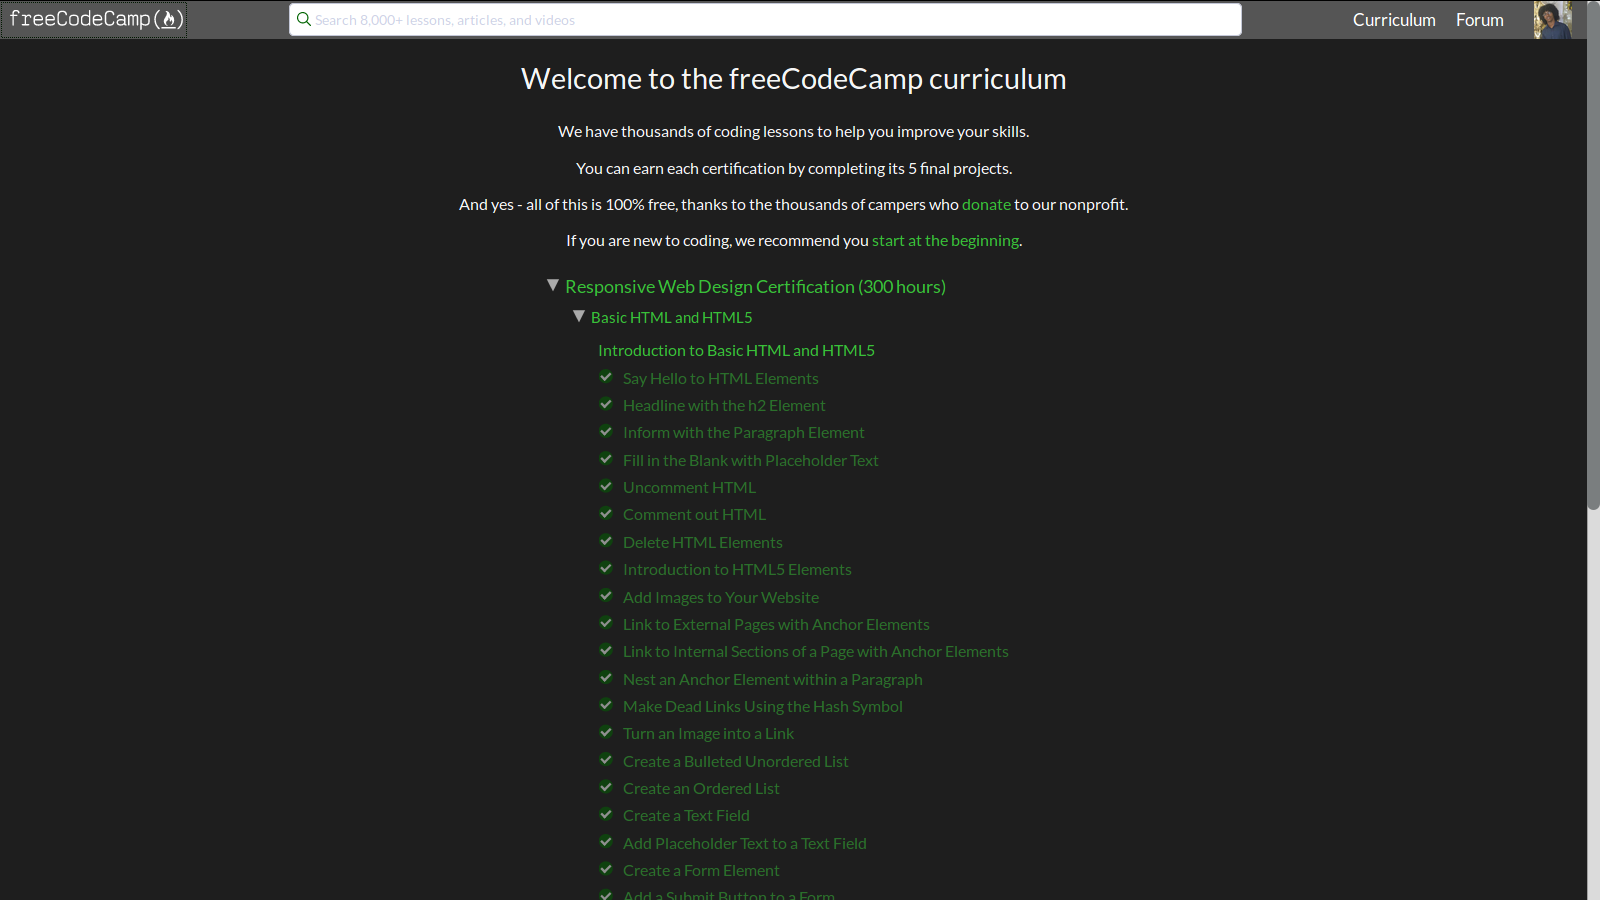 freeCodeCamp(🔥)
Search 8,000+ lessons, articles, and videos
Curriculum
Forum
Welcome to the freeCodeCamp curriculum
We have thousands of coding lessons to help you improve your skills.
You can earn each certification by completing its 5 final projects.
And yes - all of this is 100% free, thanks to the thousands of campers who donate to our nonprofit.
If you are new to coding, we recommend you start at the beginning.
Responsive Web Design Certification (300 hours)
Basic HTML and HTML5
Introduction to Basic HTML and HTML5
Say Hello to HTML Elements
Headline with the h2 Element
Inform with the Paragraph Element
Fill in the Blank with Placeholder Text
Uncomment HTML
Comment out HTML
Delete HTML Elements
Introduction to HTML5 Elements
Add Images to Your Website
Link to External Pages with Anchor Elements
Link to Internal Sections of a Page with Anchor Elements
Nest an Anchor Element within a Paragraph
Make Dead Links Using the Hash Symbol
Turn an Image into a Link
Create a Bulleted Unordered List
Create an Ordered List
Create a Text Field
Add Placeholder Text to a Text Field
Create a Form Element
Add a Submit Button to a Form